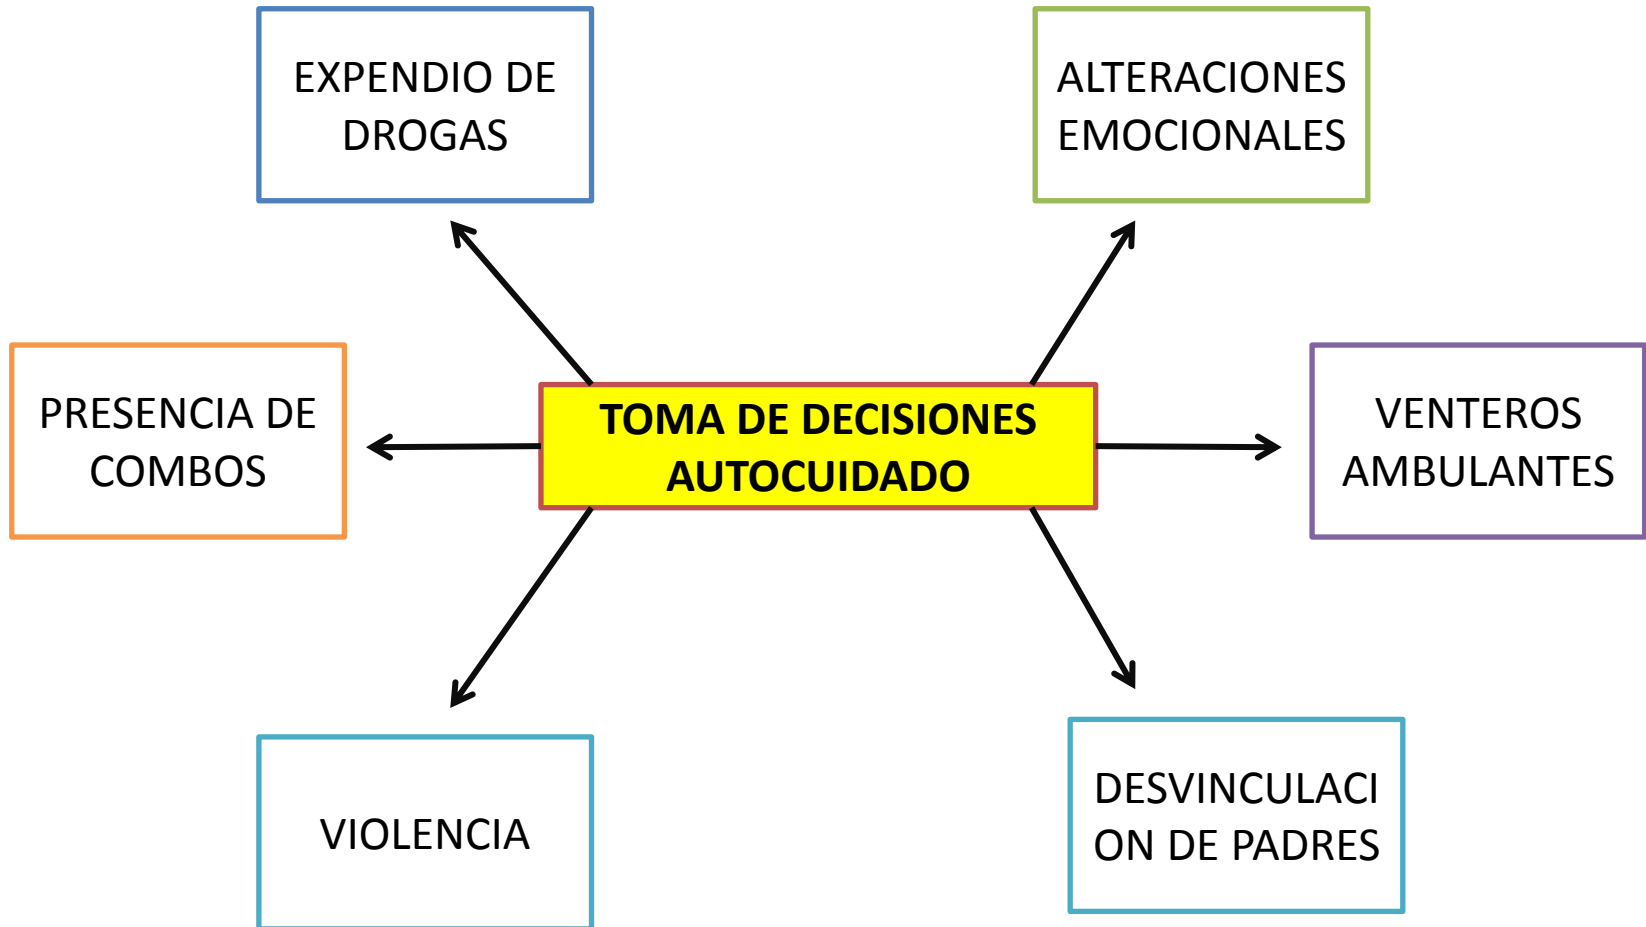 EXPENDIO DE
DROGAS
ALTERACIONES
EMOCIONALES
PRESENCIA DE
COMBOS
TOMA DE DECISIONES
AUTOCUIDADO
VENTEROS
AMBULANTES
VIOLENCIA
DESVINCULACI
ON DE PADRES